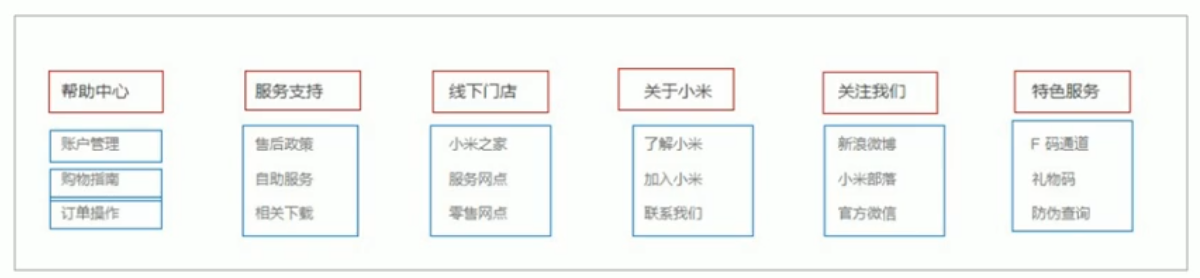 帮助中心
账户管理
购物指南
订单操作
服务支持
售后政策
自助服务
相关下载
线下门店
小米之家
服务网点
零售网点
关于小米
了解小米
加入小米
联系我们
关注我们
新浪微博
小米部落
官方微信
特色服务
F 码通道
礼物码
防伪查询